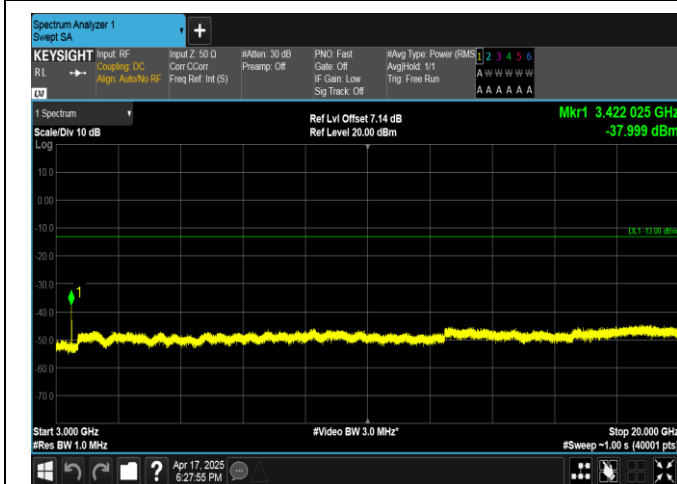 Spectrum Analyzer 1
Swept SA
+
KEYSIGHT Input: RF Input Z: 50 Ω #Atten: 30 dB PNO: Fast #Avg Type: Power (RMS 1 2 3 4 5 6
RL Coupling: DC Corr CCorr Preamp: Off Gate: Off Avg|Hold: 1/1 A W W W W W
Align: Auto/No RF Freq Ref: Int (S) IF Gain: Low Trig: Free Run
LXI Sig Track: Off A A A A A A
1 Spectrum Ref Lvl Offset 7.14 dB Mkr1 3.422 025 GHz
Scale/Div 10 dB Ref Level 20.00 dBm -37.999 dBm
Log
10.0
0.00
-10.0
DL1 -13.00 dBm
-20.0
-30.0
1
-40.0
-50.0
-60.0
-70.0
Start 3.000 GHz #Video BW 3.0 MHz* Stop 20.000 GHz
#Res BW 1.0 MHz #Sweep ~1.00 s (40001 pts)
? Apr 17, 2025
6:27:55 PM